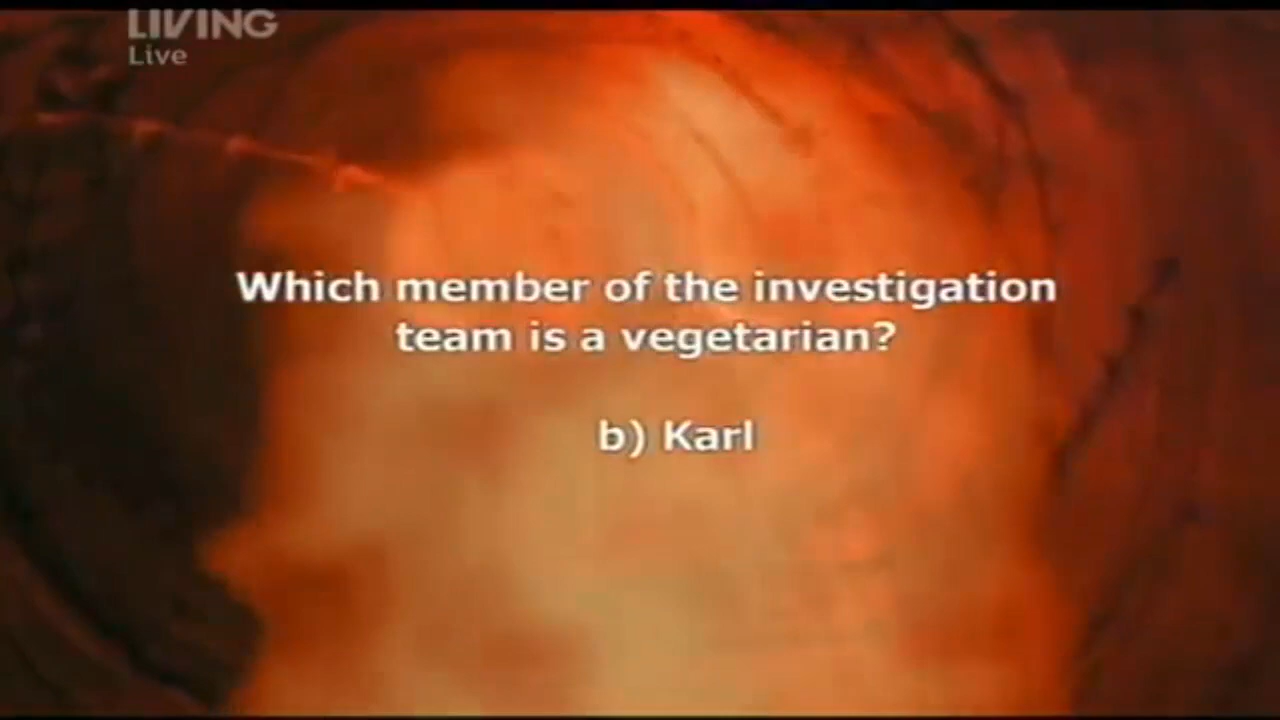 LIVING
Live
Which member of the investigation
team is a vegetarian?
b) Karl